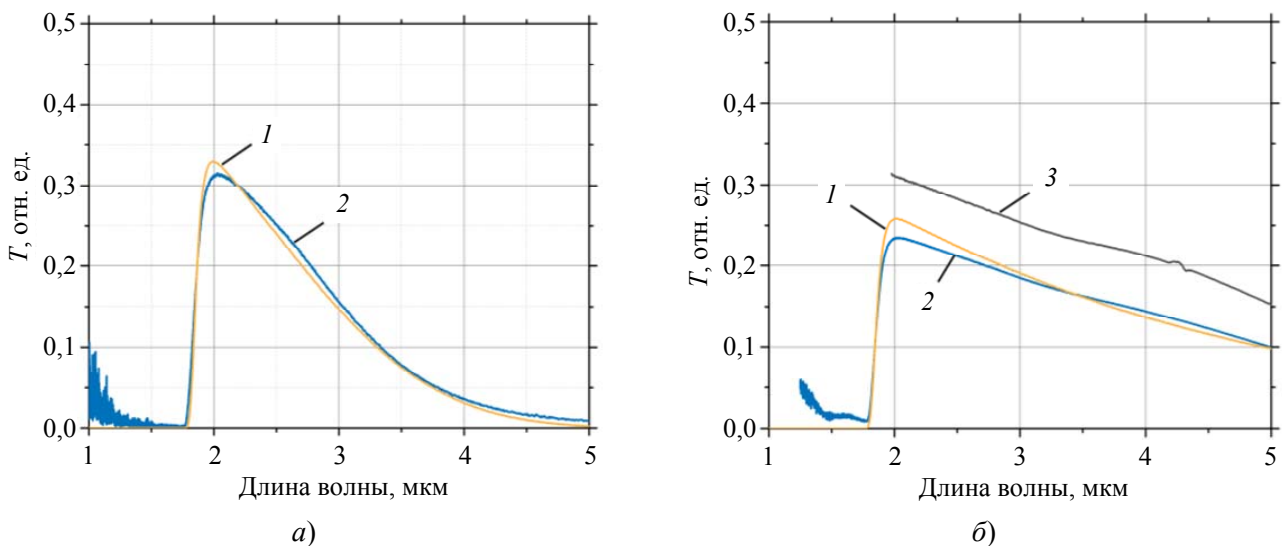 0,5
0,4
0,3
0,2
0,1
0,0
T, отн. ед.
1
2
1 2 3 4 5
Длина волны, мкм
а)
0,5
0,4
0,3
0,2
0,1
0,0
T, отн. ед.
3
1
2
1 2 3 4 5
Длина волны, мкм
б)